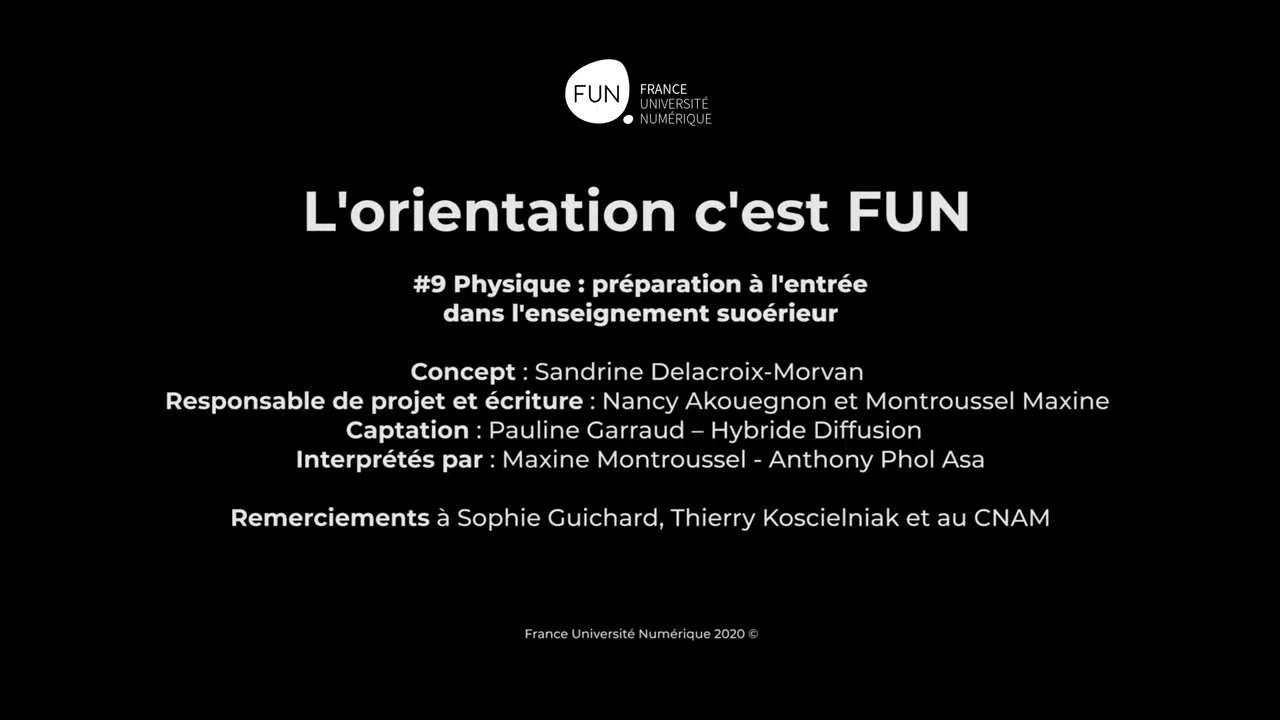 FUN
FRANCE
UNIVERSITÉ
NUMÉRIQUE
L'orientation c'est FUN
#9 Physique : préparation à l'entrée
dans l'enseignement suoérieur
Concept : Sandrine Delacroix-Morvan
Responsable de projet et écriture : Nancy Akouegnon et Montroussel Maxine
Captation : Pauline Garraud – Hybride Diffusion
Interprétés par : Maxine Montroussel - Anthony Phol Asa
Remerciements à Sophie Guichard, Thierry Koscielniak et au CNAM
France Université Numérique 2020 ©